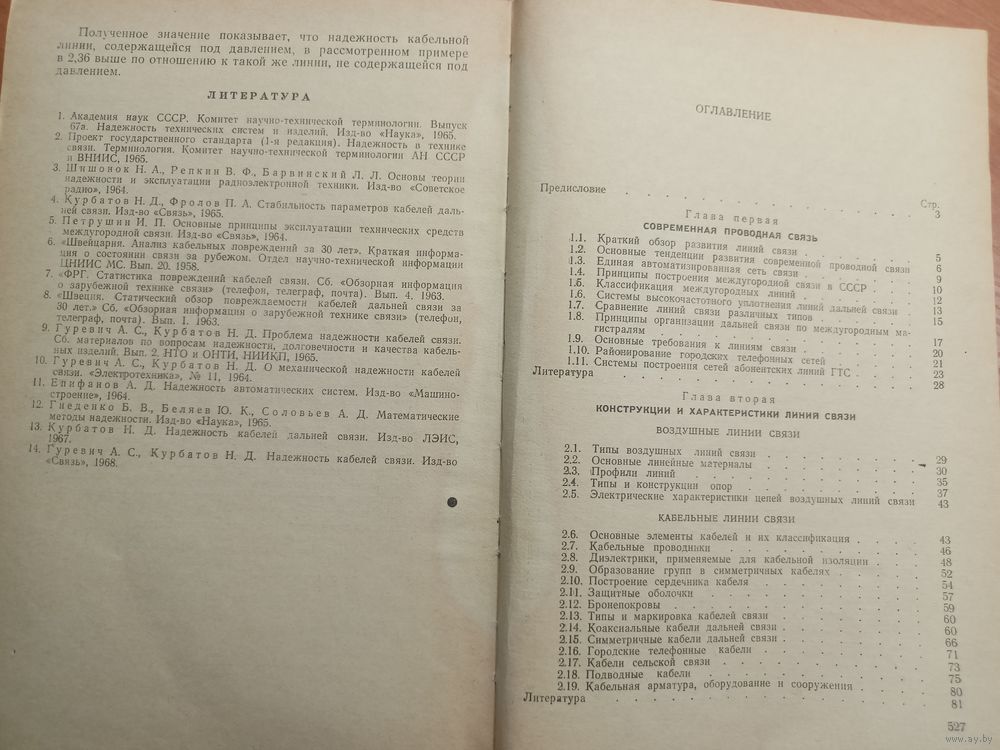 Полученное значение показывает, что надежность кабельной
линии, содержащейся под давлением, в рассмотренном примере
в 2,36 выше по отношению к такой же линии, не содержащейся под
давлением.
ЛИТЕРАТУРА
1. Академия наук СССР. Комитет научно-технической терминологии. Выпуск
67а. Надежность технических систем и изделий. Изд-во «Наука», 1965.
2. Проект государственного стандарта (1-я редакция). Надежность в технике
связи. Терминология. Комитет научно-технической терминологии АН СССР
и ВНИИС, 1965.
3. Шишонок Н. А., Репкин В. Ф., Барвинский Л. Л. Основы теории
надежности и эксплуатации радиоэлектронной техники. Изд-во «Советское
радио», 1964.
4. Курбатов Н. Д., Фролов П. А. Стабильность параметров кабелей даль-
ней связи. Изд-во «Связь», 1965.
5. Петрушин И. П. Основные принципы эксплуатации технических средств
междугородной связи. Изд-во «Связь», 1964.
6. «Швейцария. Анализ кабельных повреждений за 30 лет». Краткая информа-
ция о состоянии связи за рубежом. Отдел научно-технической информации
ЦНИИС МС. Вып. 20. 1958.
7. «ФРГ. Статистика повреждений кабелей связи. Сб. «Обзорная информация
о зарубежной технике связи» (телефон, телеграф, почта). Вып. 4. 1963.
8. «Швеция. Статический обзор повреждаемости кабелей дальней связи за
30 лет.» Сб. «Обзорная информация о зарубежной технике связи» (телефон,
телеграф, почта). Вып. 1. 1963.
9. Гуревич А. С., Курбатов Н. Д. Проблема надежности кабелей связи.
Сб. материалов по вопросам надежности, долговечности и качества кабель-
ных изделий. Вып. 2. НТО и ОНТИ, НИИКП, 1965.
10. Гуревич А. С., Курбатов Н. Д. О механической надежности кабелей
связи. «Электротехника», № 11, 1964.
11. Епифанов А. Д. Надежность автоматических систем. Изд-во «Машино-
строение», 1964.
12. Гнеденко Б. В., Беляев Ю. К., Соловьев А. Д. Математические
методы надежности. Изд-во «Наука», 1965.
13. Курбатов Н. Д. Надежность кабелей дальней связи. Изд-во ЛЭИС,
1967.
14. Гуревич А. С., Курбатов Н. Д. Надежность кабелей связи. Изд-во
«Связь», 1968.
ОГЛАВЛЕНИЕ
Стр.
Предисловие . . . . . . . . . . 3
Глава первая
СОВРЕМЕННАЯ ПРОВОДНАЯ СВЯЗЬ
1.1. Краткий обзор развития линий связи . . . . 5
1.2. Основные тенденции развития современной проводной связи 6
1.3. Единая автоматизированная сеть связи . . . . 9
1.4. Принципы построения междугородной связи в СССР . . 10
1.5. Классификация междугородных линий . . . . 12
1.6. Системы высокочастотного уплотнения линий дальней связи . 13
1.7. Сравнение линий связи различных типов . . . . 15
1.8. Принципы организации дальней связи по междугородным ма-
гистралям . . . . . . . . 17
1.9. Основные требования к линиям связи . . . . 20
1.10. Районирование городских телефонных сетей . . . 21
1.11. Системы построения сетей абонентских линий ГТС . . . 23
Литература . . . . . . . . . . 28
Глава вторая
КОНСТРУКЦИИ И ХАРАКТЕРИСТИКИ ЛИНИЯ СВЯЗИ
ВОЗДУШНЫЕ ЛИНИИ СВЯЗИ
2.1. Типы воздушных линий связи . . . . . . 29
2.2. Основные линейные материалы . . . . . . 30
2.3. Профили линий . . . . . . . . 35
2.4. Типы и конструкции опор . . . . . . 37
2.5. Электрические характеристики цепей воздушных линий связи 43
КАБЕЛЬНЫЕ ЛИНИИ СВЯЗИ
2.6. Основные элементы кабелей и их классификация . . . . 43
2.7. Кабельные проводники . . . . . . . . 46
2.8. Диэлектрики, применяемые для кабельной изоляции . . . 48
2.9. Образование групп в симметричных кабелях . . . . 52
2.10. Построение сердечника кабеля . . . . . . 54
2.11. Защитные оболочки . . . . . . . . 57
2.12. Бронепокровы . . . . . . . . . 59
2.13. Типы и маркировка кабелей связи . . . . . 60
2.14. Коаксиальные кабели дальней связи . . . . . 60
2.15. Симметричные кабели дальней связи . . . . . 66
2.16. Городские телефонные кабели . . . . . . 71
2.17. Кабели сельской связи . . . . . . . 73
2.18. Подводные кабели . . . . . . . . 75
2.19. Кабельная арматура, оборудование и сооружения . . . . 80
Литература . . . . . . . . . . 81
527
www.ay.by